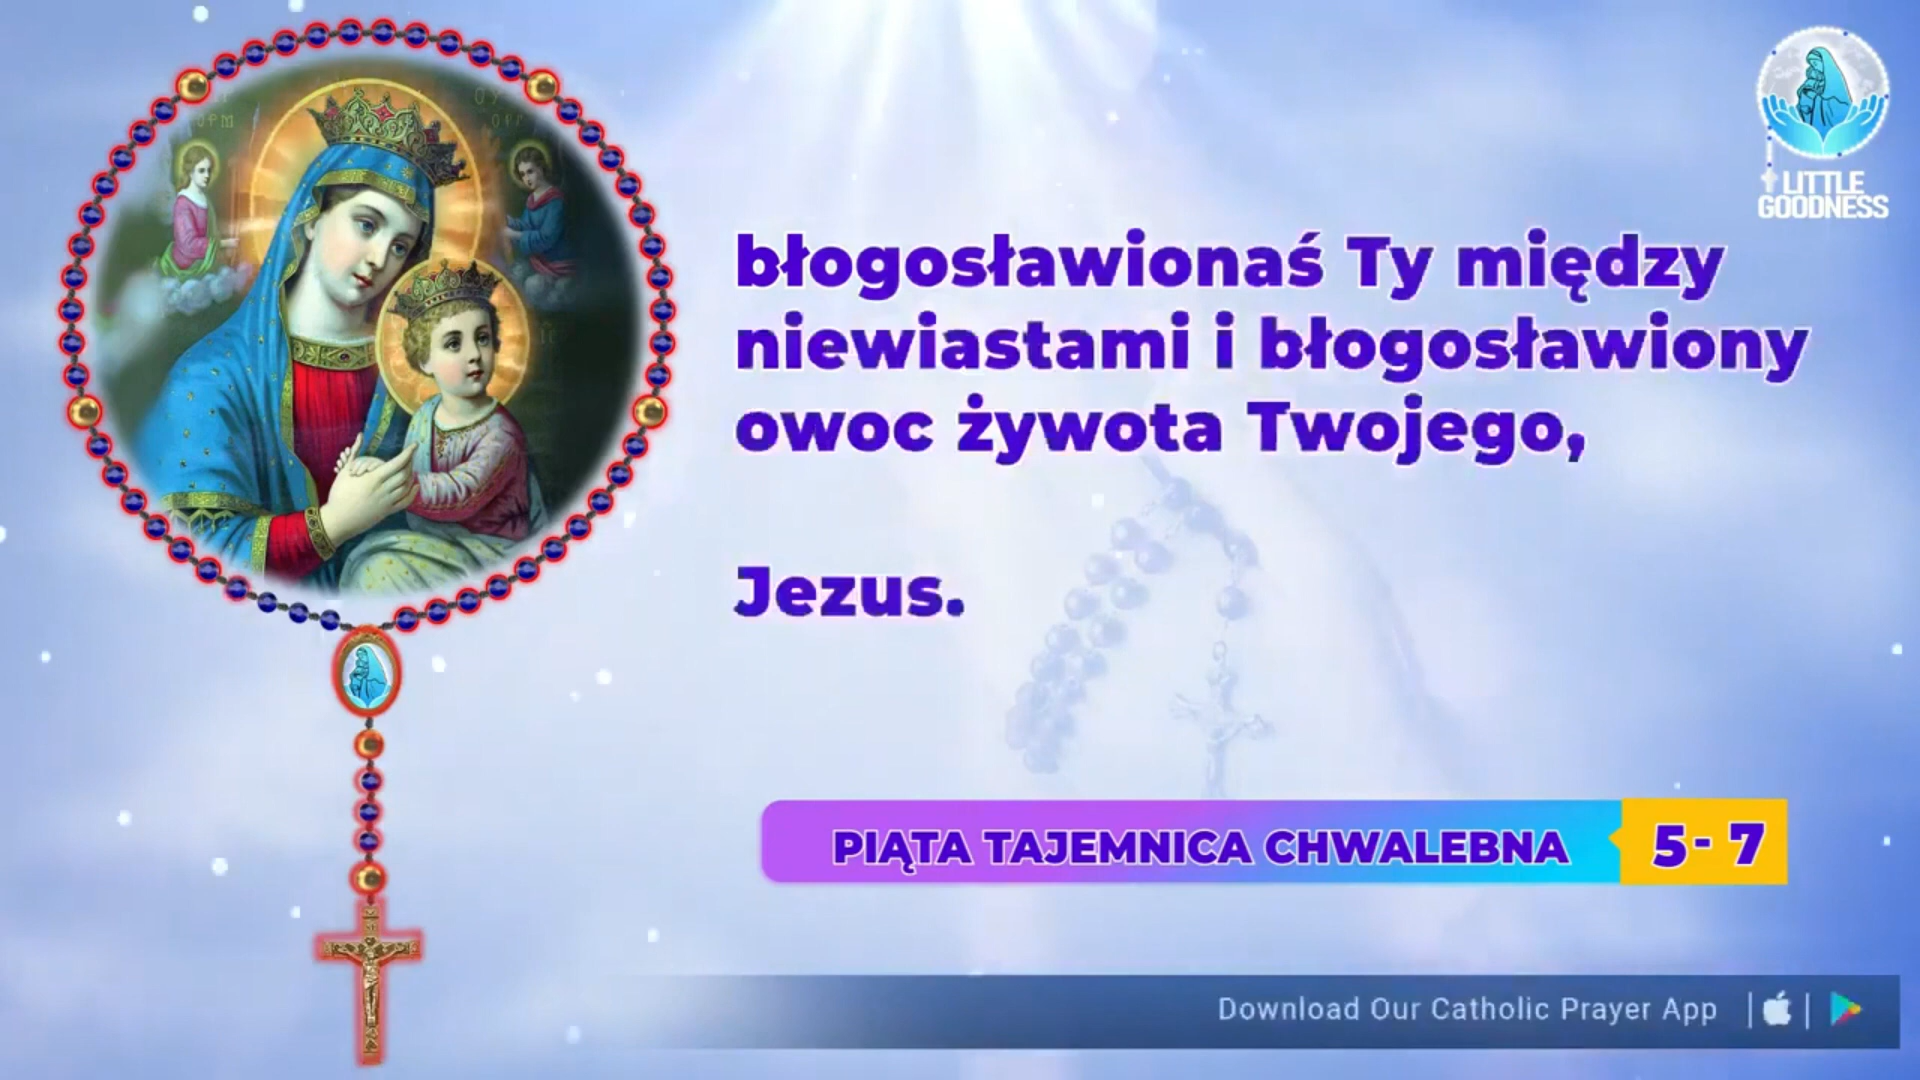 LITTLE
GOODNESS
błogosławionaś Ty między
niewiastami i błogosławiony
owoc żywota Twojego,
Jezus.
PIĄTA TAJEMNICA CHWALEBNA 5- 7
Download Our Catholic Prayer App